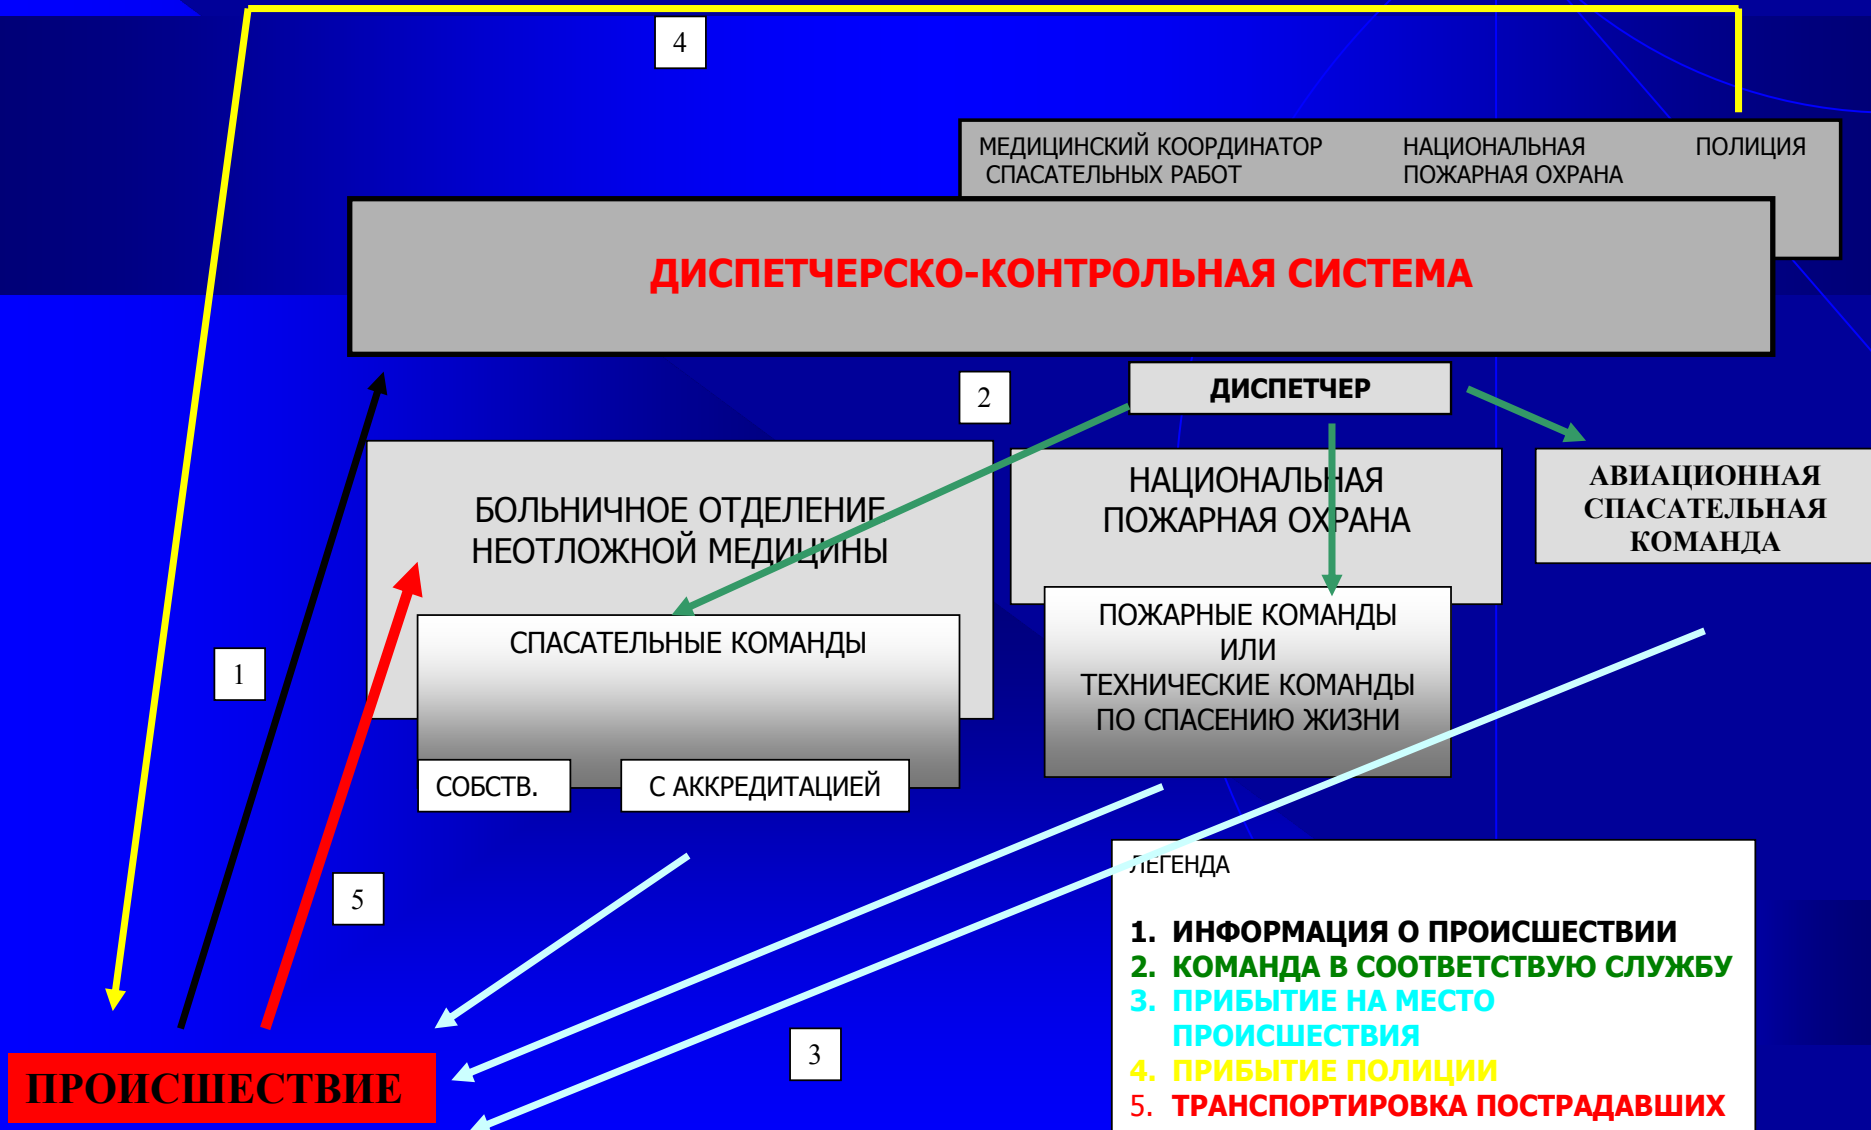 4
МЕДИЦИНСКИЙ КООРДИНАТОР
СПАСАТЕЛЬНЫХ РАБОТ
НАЦИОНАЛЬНАЯ
ПОЖАРНАЯ ОХРАНА
ПОЛИЦИЯ
ДИСПЕТЧЕРСКО-КОНТРОЛЬНАЯ СИСТЕМА
2
ДИСПЕТЧЕР
БОЛЬНИЧНОЕ ОТДЕЛЕНИЕ
НЕОТЛОЖНОЙ МЕДИЦИНЫ
НАЦИОНАЛЬНАЯ
ПОЖАРНАЯ ОХРАНА
АВИАЦИОННАЯ
СПАСАТЕЛЬНАЯ
КОМАНДА
СПАСАТЕЛЬНЫЕ КОМАНДЫ
ПОЖАРНЫЕ КОМАНДЫ
ИЛИ
ТЕХНИЧЕСКИЕ КОМАНДЫ
ПО СПАСЕНИЮ ЖИЗНИ
1
СОБСТВ.
С АККРЕДИТАЦИЕЙ
5
ЛЕГЕНДА
1. ИНФОРМАЦИЯ О ПРОИСШЕСТВИИ
2. КОМАНДА В СООТВЕТСТВУЮ СЛУЖБУ
3. ПРИБЫТИЕ НА МЕСТО
ПРОИСШЕСТВИЯ
4. ПРИБЫТИЕ ПОЛИЦИИ
5. ТРАНСПОРТИРОВКА ПОСТРАДАВШИХ
3
ПРОИСШЕСТВИЕ